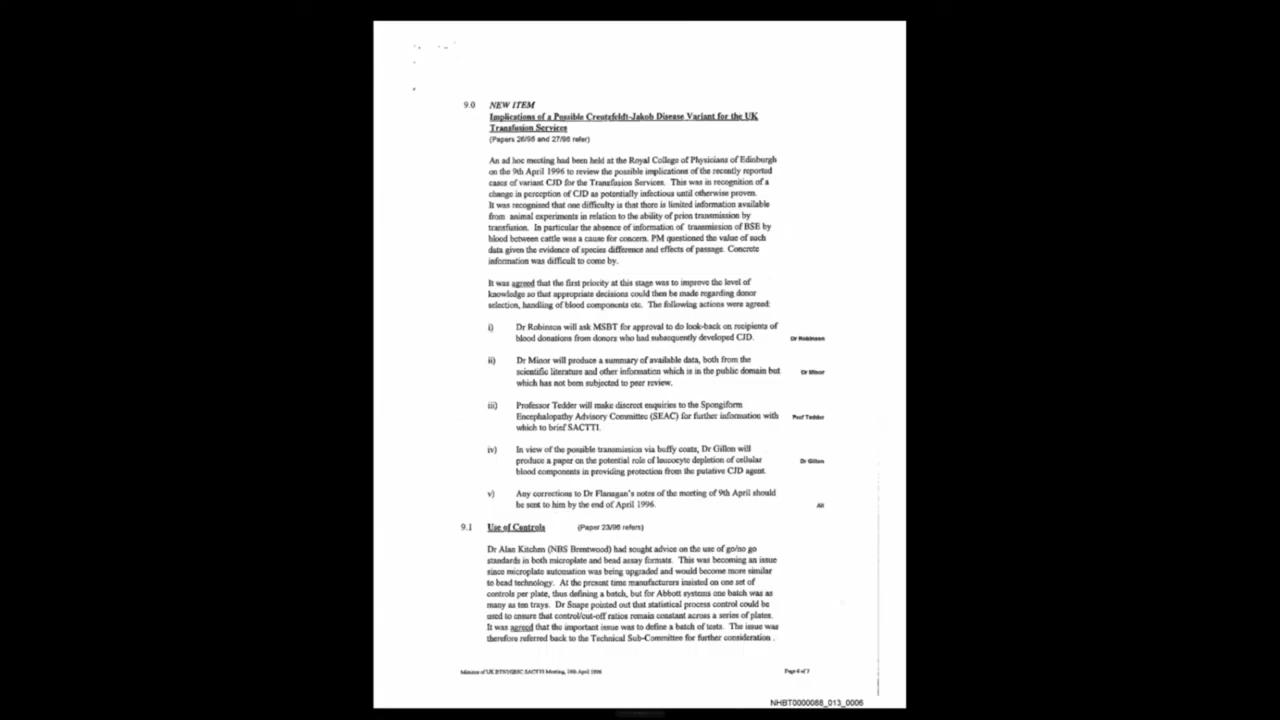 9.0 NEW ITEM
Implications of a Possible Creutzfeldt-Jakob Disease Variant for the UK
Transfusion Services
(Papers 26/96 and 27/96 refer)
An ad hoc meeting had been held at the Royal College of Physicians of Edinburgh
on the 9th April 1996 to review the possible implications of the recently reported
cases of variant CJD for the Transfusion Services. This was in recognition of a
change in perception of CJD as potentially infectious until otherwise proven.
It was recognised that one difficulty is that there is limited information available
from animal experiments in relation to the ability of prion transmission by
transfusion. In particular the absence of information of transmission of BSE by
blood between cattle was a cause for concern. PM questioned the value of such
data given the evidence of species difference and effects of passage. Concrete
information was difficult to come by.
It was agreed that the first priority at this stage was to improve the level of
knowledge so that appropriate decisions could then be made regarding donor
selection, handling of blood components etc. The following actions were agreed:
i) Dr Robinson will ask MSBT for approval to do look-back on recipients of
blood donations from donors who had subsequently developed CJD. Dr Robinson
ii) Dr Minor will produce a summary of available data, both from the
scientific literature and other information which is in the public domain but Dr Minor
which has not been subjected to peer review.
iii) Professor Tedder will make discreet enquiries to the Spongiform
Encephalopathy Advisory Committee (SEAC) for further information with Prof Tedder
which to brief SACTTI.
iv) In view of the possible transmission via buffy coats, Dr Gillon will
produce a paper on the potential role of leucocyte depletion of cellular Dr Gillon
blood components in providing protection from the putative CJD agent.
v) Any corrections to Dr Flanagan's notes of the meeting of 9th April should
be sent to him by the end of April 1996. All
9.1 Use of Controls (Paper 23/96 refers)
Dr Alan Kitchen (NBS Brentwood) had sought advice on the use of go/no go
standards in both microplate and bead assay formats. This was becoming an issue
since microplate automation was being upgraded and would become more similar
to bead technology. At the present time manufacturers insisted on one set of
controls per plate, thus defining a batch, but for Abbott systems one batch was as
many as ten trays. Dr Snape pointed out that statistical process control could be
used to ensure that control/cut-off ratios remain constant across a series of plates.
It was agreed that the important issue was to define a batch of tests. The issue was
therefore referred back to the Technical Sub-Committee for further consideration .
Minutes of UK BTS/NIBSC SACTTI Meeting, 18th April 1996 Page 6 of 7
NHBT0000088_013_0006